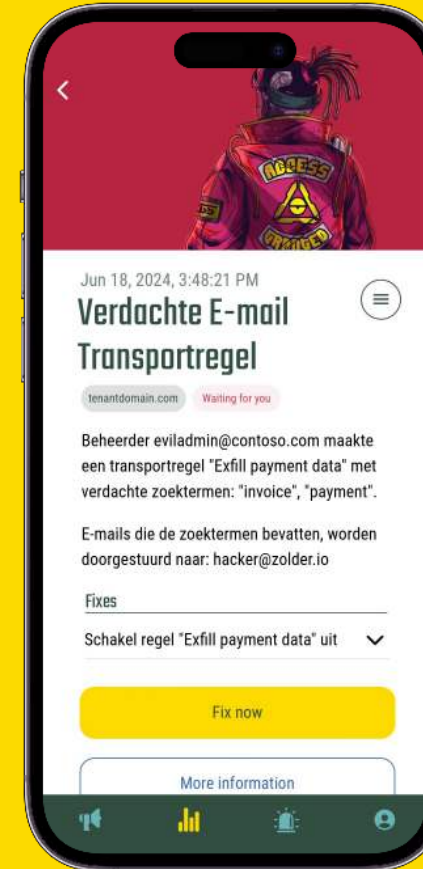 ACCESS
GRANTED
Jun 18, 2024, 3:48:21 PM
Verdachte E-mail
Transportregel
tenantdomain.com Waiting for you
Beheerder eviladmin@contoso.com maakte
een transportregel "Exfill payment data" met
verdachte zoektermen: "invoice", "payment".
E-mails die de zoektermen bevatten, worden
doorgestuurd naar: hacker@zolder.io
Fixes
Schakel regel "Exfill payment data" uit
Fix now
More information